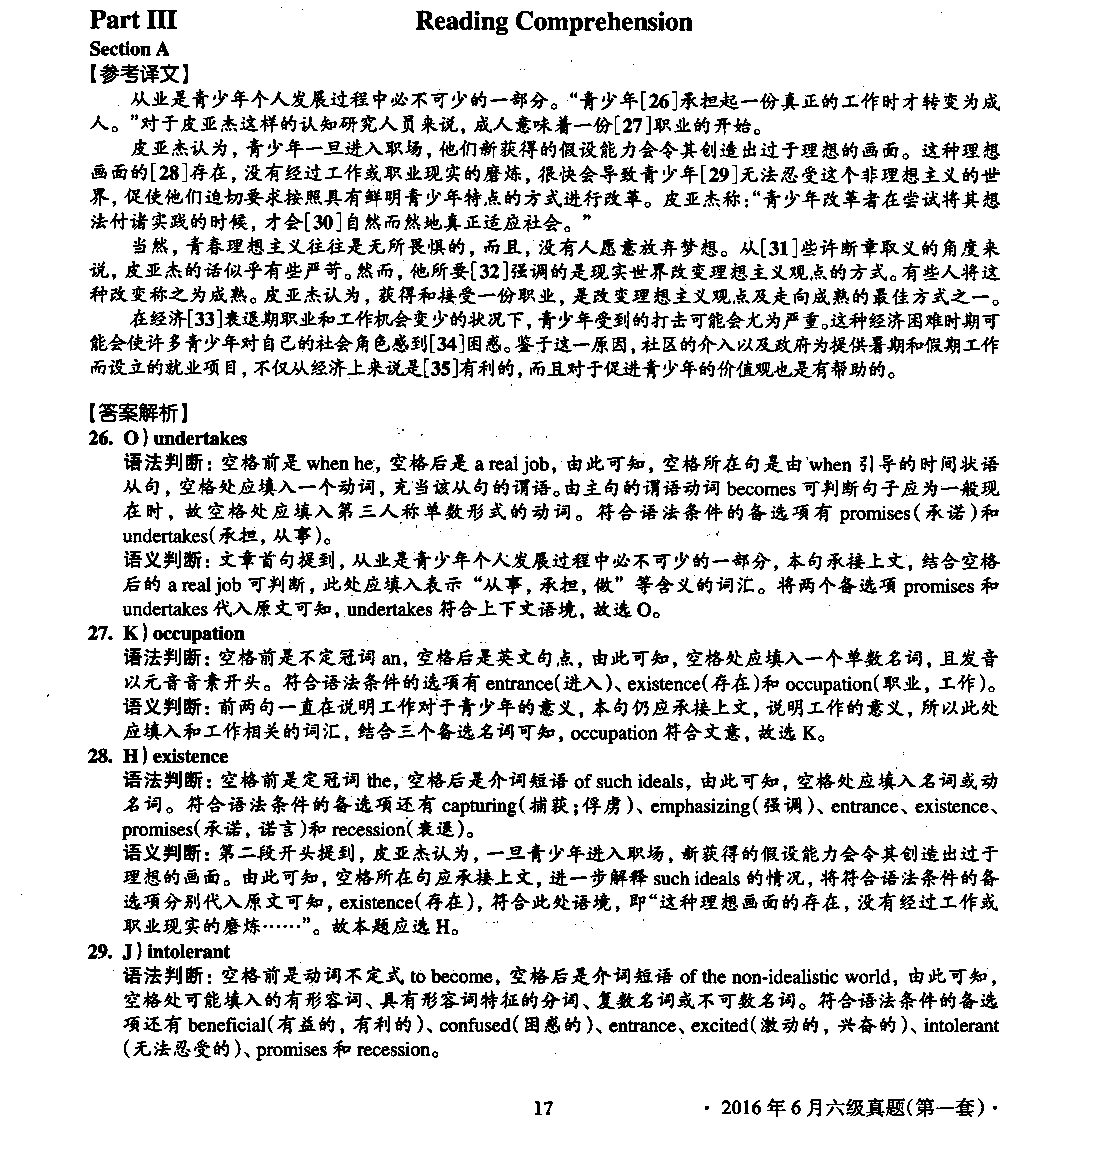 Part III Reading Comprehension
Section A
【参考译文】
从业是青少年个人发展过程中必不可少的一部分。“青少年[26]承担起一份真正的工作时才转变为成
人。”对于皮亚杰这样的认知研究人员来说，成人意味着一份[27]职业的开始。
皮亚杰认为，青少年一旦进入职场，他们新获得的假设能力会令其创造出过于理想的画面。这种理想
画面的[28]存在，没有经过工作或职业现实的磨炼，很快会导致青少年[29]无法忍受这个非理想主义的世
界，促使他们迫切要求按照具有鲜明青少年特点的方式进行改革。皮亚杰称：“青少年改革者在尝试将其想
法付诸实践的时候，才会[30]自然而然地真正适应社会。”
当然，青春理想主义往往是无所畏惧的，而且，没有人愿意放弃梦想。从[31]些许断章取义的角度来
说，皮亚杰的话似乎有些严苛。然而，他所要[32]强调的是现实世界改变理想主义观点的方式。有些人将这
种改变称之为成熟。皮亚杰认为，获得和接受一份职业，是改变理想主义观点及走向成熟的最佳方式之一。
在经济[33]衰退期职业和工作机会变少的状况下，青少年受到的打击可能会尤为严重。这种经济困难时期可
能会使许多青少年对自己的社会角色感到[34]困惑。鉴于这一原因，社区的介入以及政府为提供暑期和假期工作
而设立的就业项目，不仅从经济上来说是[35]有利的，而且对于促进青少年的价值观也是有帮助的。
【答案解析】
26. O) undertakes
语法判断：空格前是 when he，空格后是 a real job，由此可知，空格所在句是由 when 引导的时间状语
从句，空格处应填入一个动词，充当该从句的谓语。由主句的谓语动词 becomes 可判断句子应为一般现
在时，故空格处应填入第三人称单数形式的动词。符合语法条件的备选项有 promises(承诺)和
undertakes(承担，从事)。
语义判断：文章首句提到，从业是青少年个人发展过程中必不可少的一部分，本句承接上文，结合空格
后的 a real job 可判断，此处应填入表示“从事，承担，做”等含义的词汇。将两个备选项 promises 和
undertakes 代入原文可知，undertakes 符合上下文语境，故选 O。
27. K) occupation
语法判断：空格前是不定冠词 an，空格后是英文句点，由此可知，空格处应填入一个单数名词，且发音
以元音音素开头。符合语法条件的选项有 entrance(进入)、existence(存在)和 occupation(职业，工作)。
语义判断：前两句一直在说明工作对于青少年的意义，本句仍应承接上文，说明工作的意义，所以此处
应填入和工作相关的词汇，结合三个备选名词可知，occupation 符合文意，故选 K。
28. H) existence
语法判断：空格前是定冠词 the，空格后是介词短语 of such ideals，由此可知，空格处应填入名词或动
名词。符合语法条件的备选项还有 capturing(捕获；俘虏)、emphasizing(强调)、entrance、existence、
promises(承诺，诺言)和 recession(衰退)。
语义判断：第二段开头提到，皮亚杰认为，一旦青少年进入职场，新获得的假设能力会令其创造出过于
理想的画面。由此可知，空格所在句应承接上文，进一步解释 such ideals 的情况，将符合语法条件的备
选项分别代入原文可知，existence(存在)，符合此处语境，即“这种理想画面的存在，没有经过工作或
职业现实的磨炼……”。故本题应选 H。
29. J) intolerant
语法判断：空格前是动词不定式 to become，空格后是介词短语 of the non-idealistic world，由此可知，
空格处可能填入的有形容词、具有形容词特征的分词、复数名词或不可数名词。符合语法条件的备选
项还有 beneficial(有益的，有利的)、confused(困惑的)、entrance、excited(激动的，兴奋的)、intolerant
(无法忍受的)、promises 和 recession。
17 · 2016 年 6 月六级真题(第一套) ·